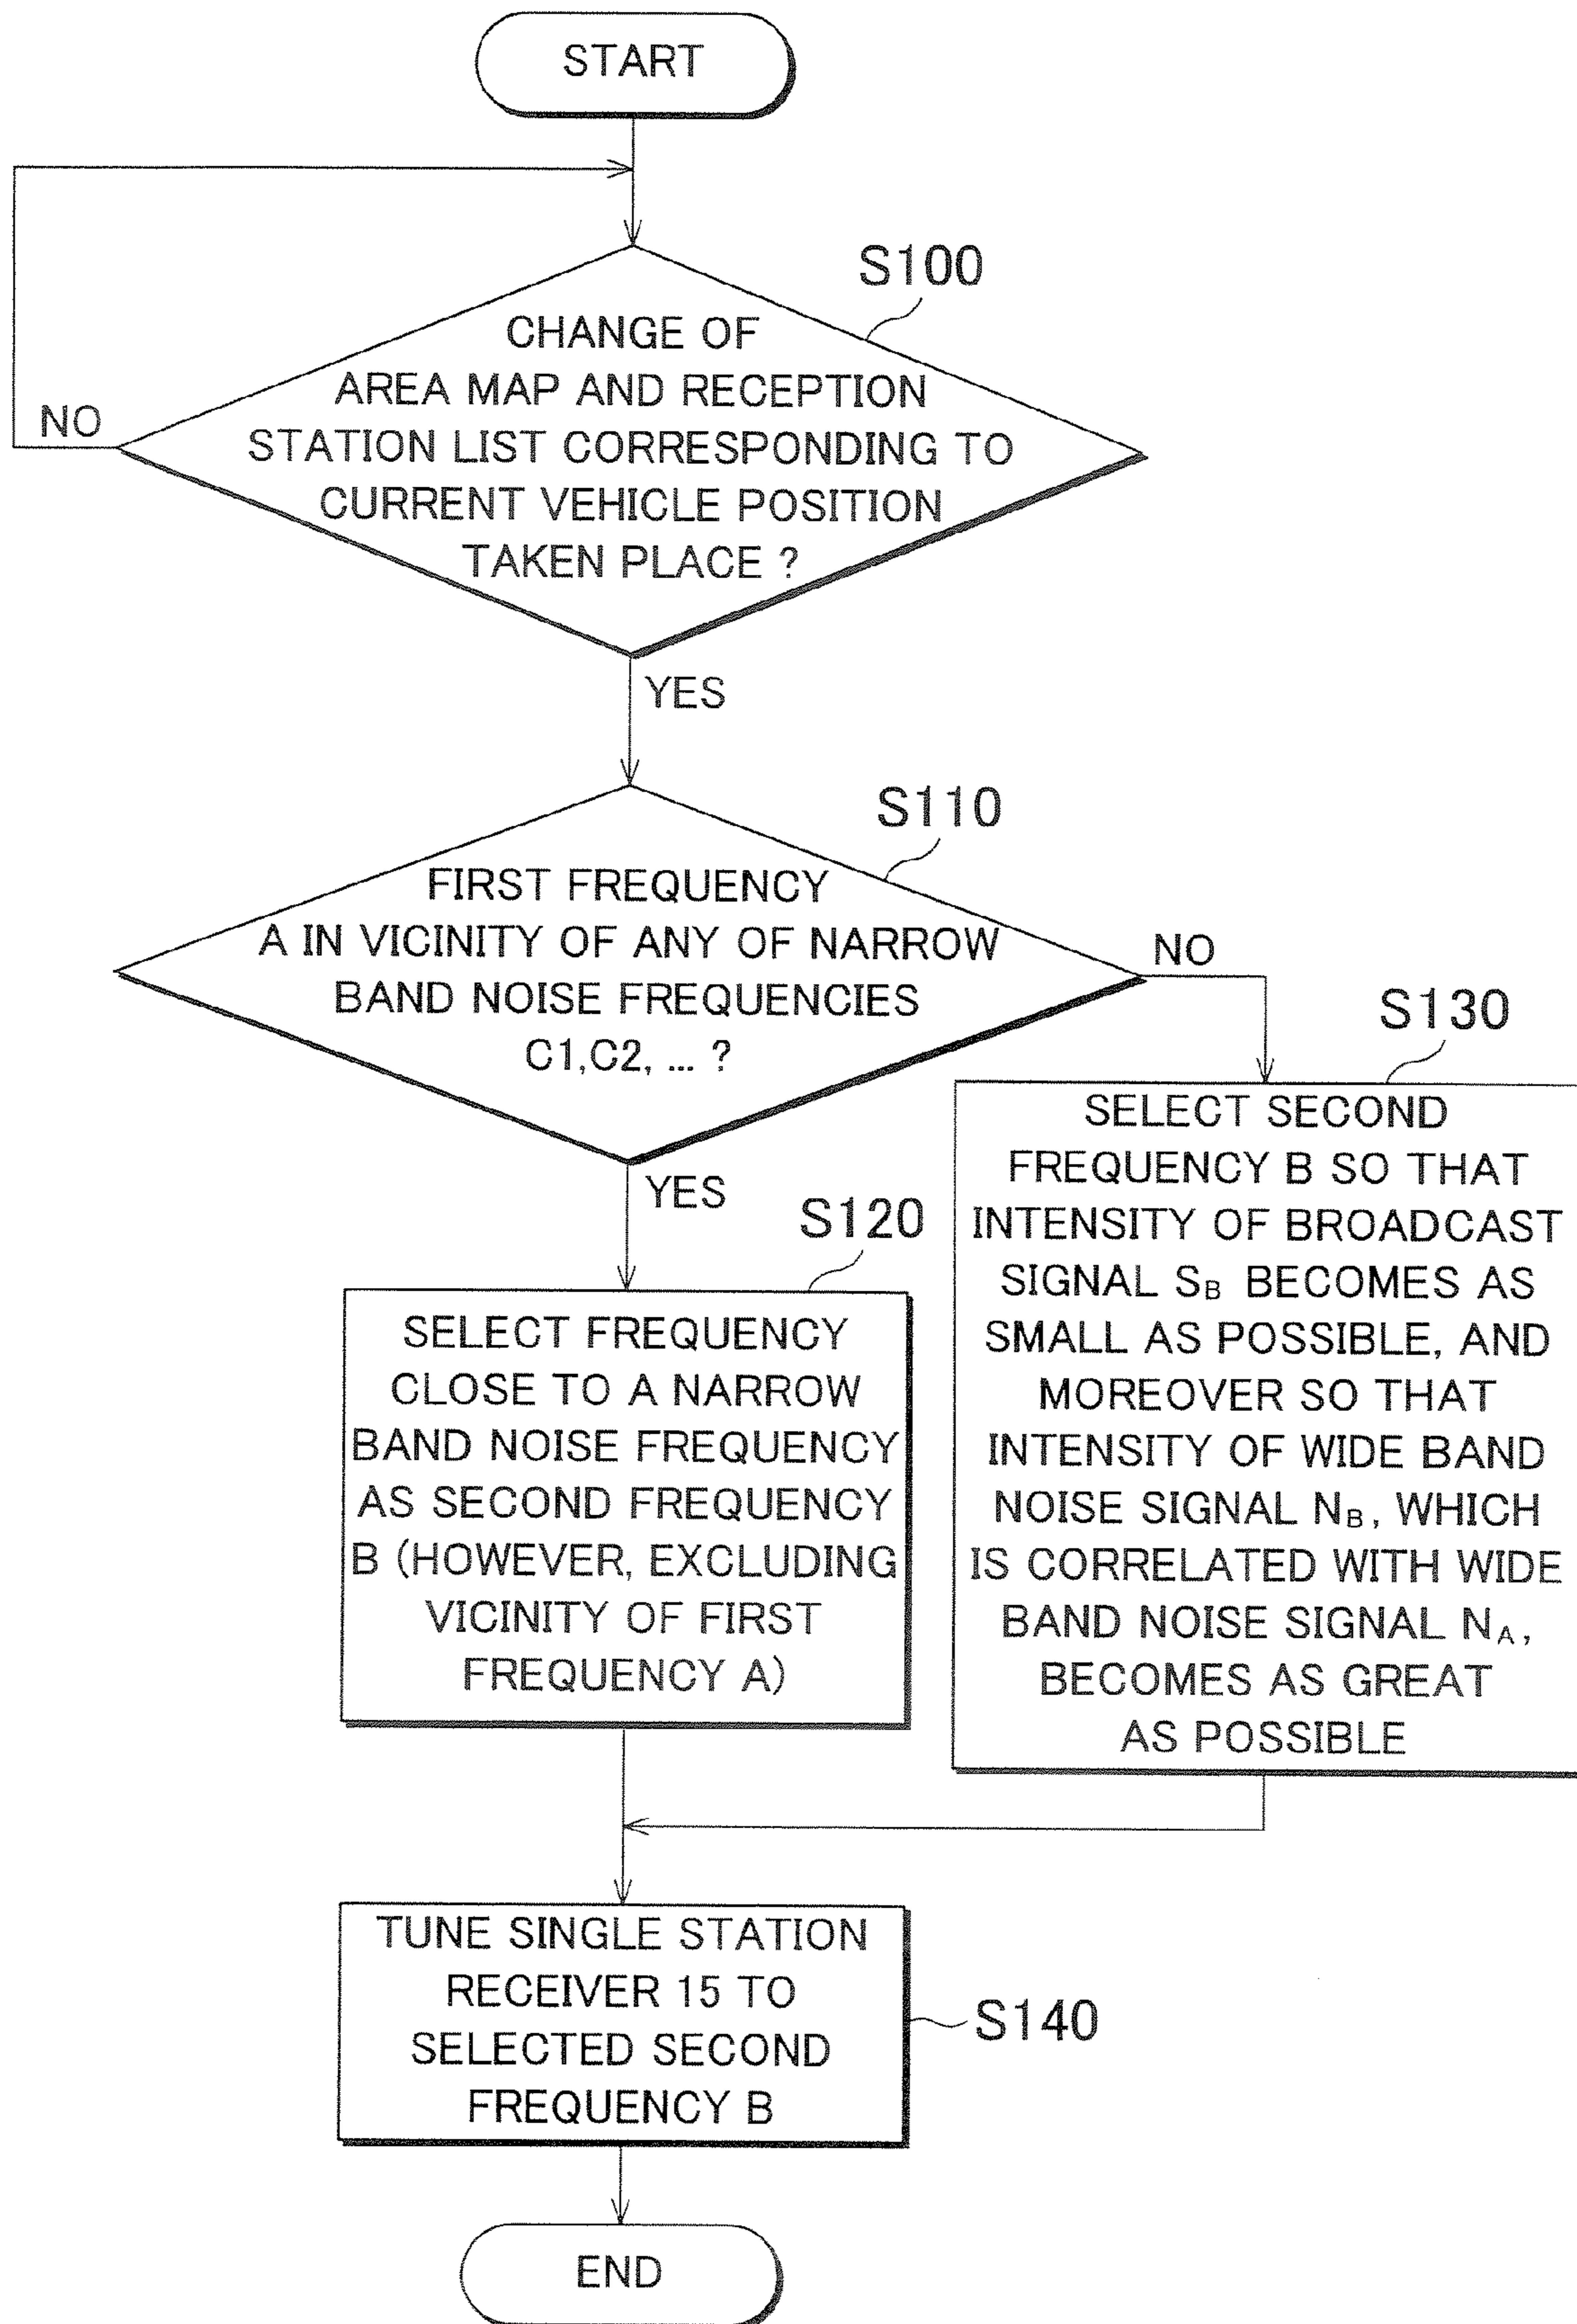 START
S100
CHANGE OF
AREA MAP AND RECEPTION
STATION LIST CORRESPONDING TO
CURRENT VEHICLE POSITION
TAKEN PLACE ?
NO
YES
S110
FIRST FREQUENCY
A IN VICINITY OF ANY OF NARROW
BAND NOISE FREQUENCIES
C1,C2, ... ?
NO
YES
S120
SELECT FREQUENCY
CLOSE TO A NARROW
BAND NOISE FREQUENCY
AS SECOND FREQUENCY
B (HOWEVER, EXCLUDING
VICINITY OF FIRST
FREQUENCY A)
S130
SELECT SECOND
FREQUENCY B SO THAT
INTENSITY OF BROADCAST
SIGNAL SB BECOMES AS
SMALL AS POSSIBLE, AND
MOREOVER SO THAT
INTENSITY OF WIDE BAND
NOISE SIGNAL NB, WHICH
IS CORRELATED WITH WIDE
BAND NOISE SIGNAL NA,
BECOMES AS GREAT
AS POSSIBLE
TUNE SINGLE STATION
RECEIVER 15 TO
SELECTED SECOND
FREQUENCY B
S140
END